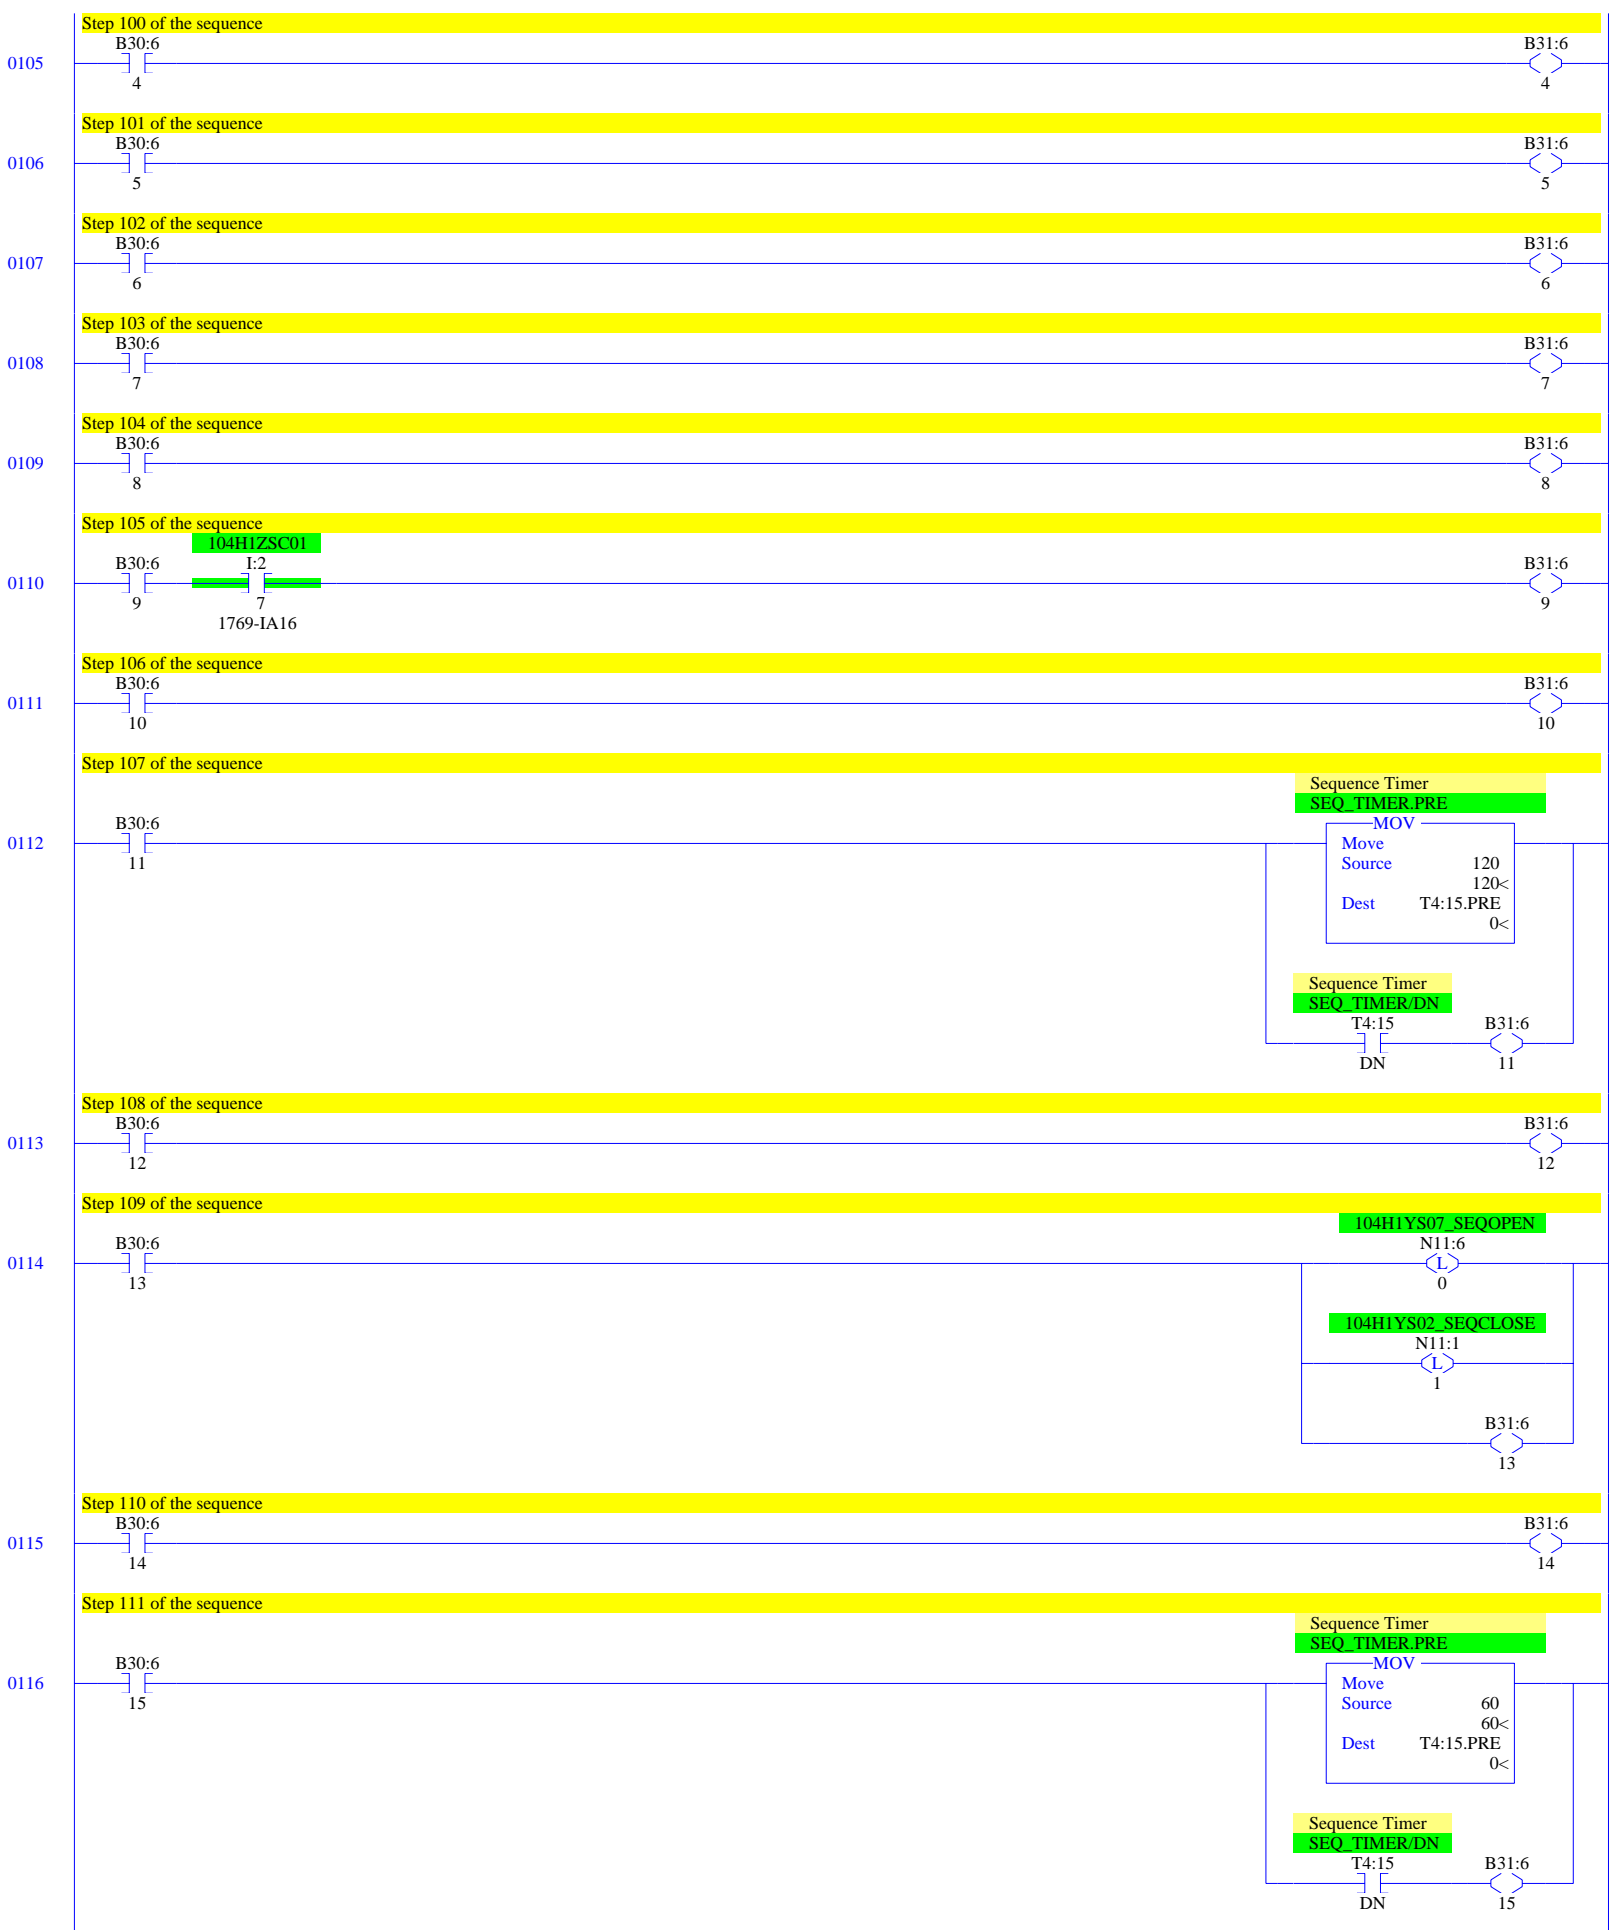 Step 100 of the sequence
B30:6 B31:6
0105
4 4
Step 101 of the sequence
B30:6 B31:6
0106
5 5
Step 102 of the sequence
B30:6 B31:6
0107
6 6
Step 103 of the sequence
B30:6 B31:6
0108
7 7
Step 104 of the sequence
B30:6 B31:6
0109
8 8
Step 105 of the sequence
104H1ZSC01
B30:6 I:2 B31:6
0110
9 7 9
1769-IA16
Step 106 of the sequence
B30:6 B31:6
0111
10 10
Step 107 of the sequence
Sequence Timer
SEQ_TIMER.PRE
B30:6 MOV
0112 Move
11 Source 120
120<
Dest T4:15.PRE
0<
Sequence Timer
SEQ_TIMER/DN
T4:15 B31:6
DN 11
Step 108 of the sequence
B30:6 B31:6
0113
12 12
Step 109 of the sequence
104H1YS07_SEQOPEN
B30:6 N11:6
0114 L
13 0
104H1YS02_SEQCLOSE
N11:1
L
1
B31:6
13
Step 110 of the sequence
B30:6 B31:6
0115
14 14
Step 111 of the sequence
Sequence Timer
SEQ_TIMER.PRE
B30:6 MOV
0116 Move
15 Source 60
60<
Dest T4:15.PRE
0<
Sequence Timer
SEQ_TIMER/DN
T4:15 B31:6
DN 15